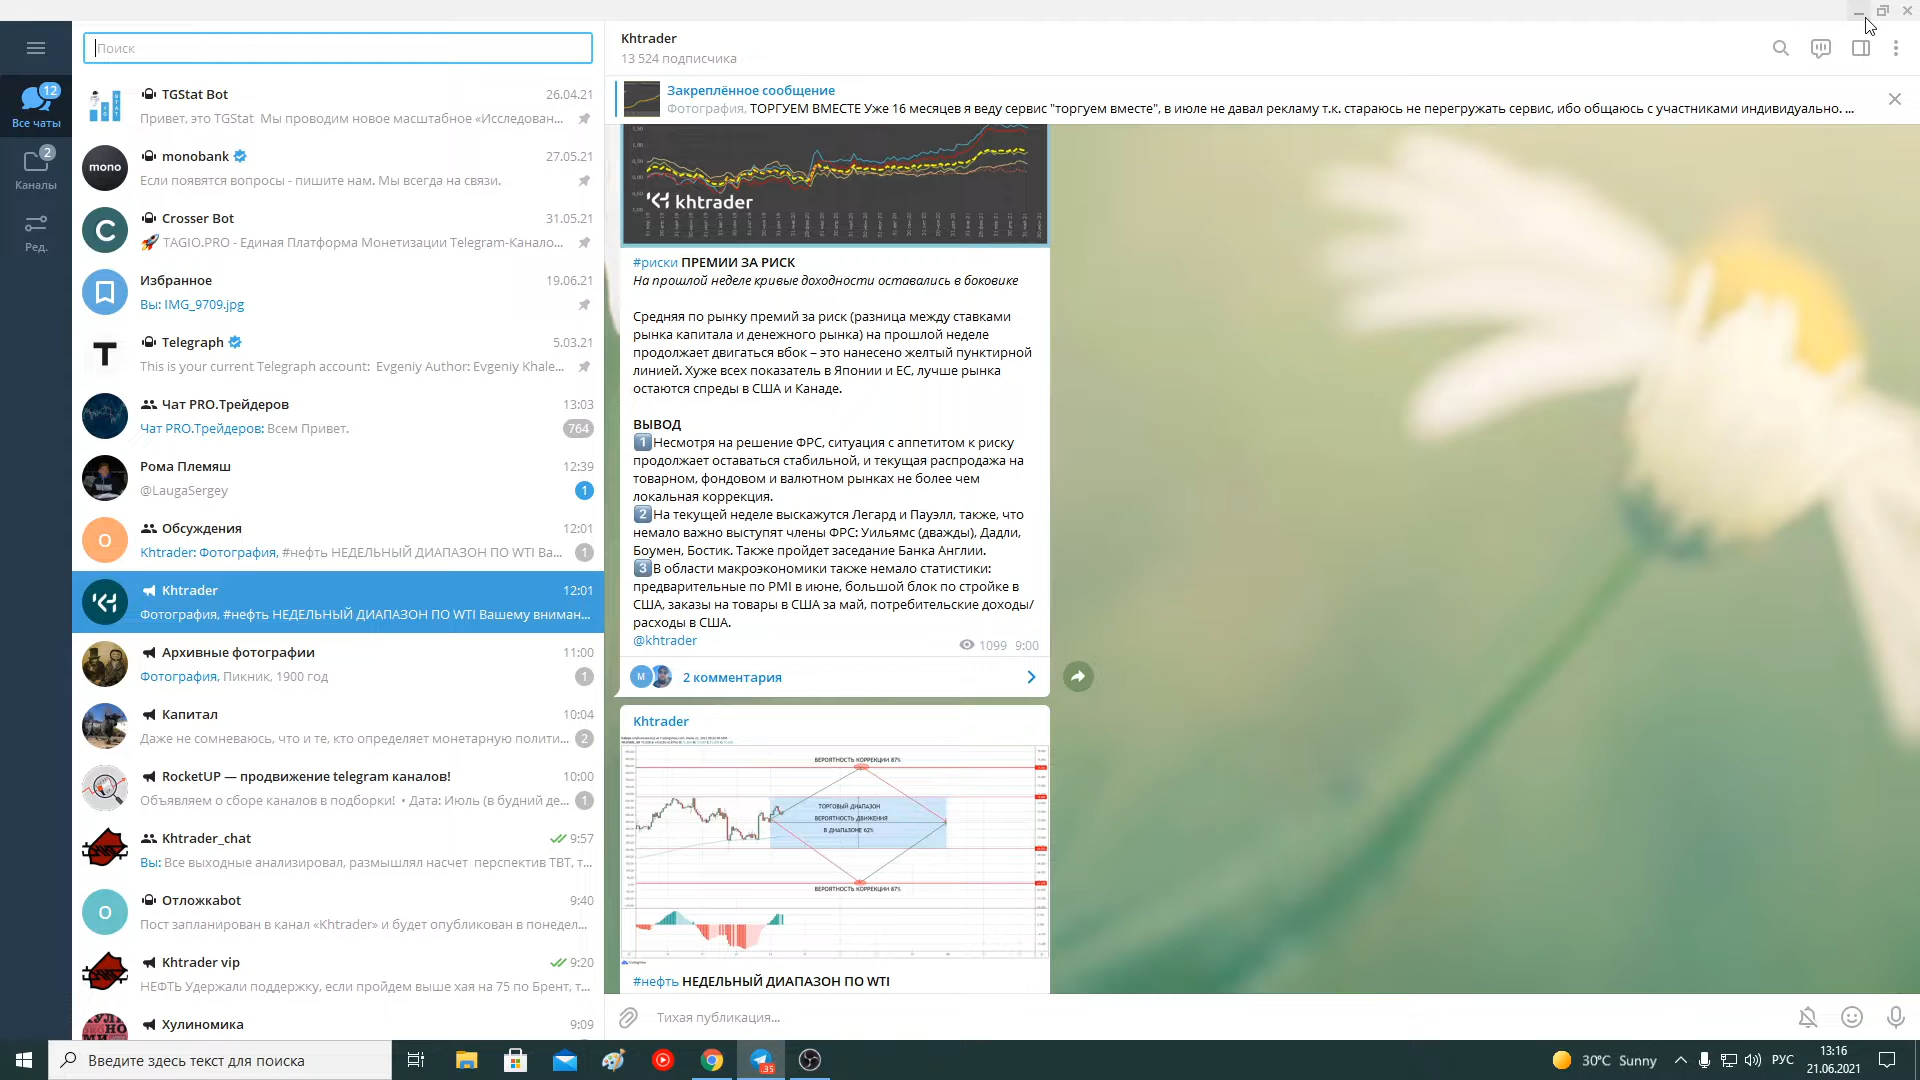 Поиск
12
Все чаты
2
Каналы
Ред.
TGStat Bot
26.04.21
Привет, это TGStat Мы проводим новое масштабное «Исследован...
mono
monobank
27.05.21
Если появятся вопросы - пишите нам. Мы всегда на связи.
C
Crosser Bot
31.05.21
🚀 TAGIO.PRO - Единая Платформа Монетизации Telegram-Канало...
Избранное
19.06.21
Вы: IMG_9709.jpg
T
Telegraph
5.03.21
This is your current Telegraph account: Evgeniy Author: Evgeniy Khale...
Чат PRO.Трейдеров
13:03
Чат PRO.Трейдеров: Всем Привет.
764
Рома Племяш
12:39
@LaugaSergey
1
О
Обсуждения
12:01
Khtrader: Фотография, #нефть НЕДЕЛЬНЫЙ ДИАПАЗОН ПО WTI Ва...
1
Khtrader
12:01
Фотография, #нефть НЕДЕЛЬНЫЙ ДИАПАЗОН ПО WTI Вашему вниман...
Архивные фотографии
11:00
Фотография, Пикник, 1900 год
1
Капитал
10:04
Даже не сомневаюсь, что и те, кто определяет монетарную полити...
2
RocketUP — продвижение telegram каналов!
10:00
Объявляем о сборе каналов в подборки! • Дата: Июль (в будний де...
1
Khtrader_chat
9:57
Вы: Все выходные анализировал, размышлял насчет перспектив ТВТ, т...
О
Отложкаbot
9:40
Пост запланирован в канал «Khtrader» и будет опубликован в понедел...
Khtrader vip
9:20
НЕФТЬ Удержали поддержку, если пройдем выше хая на 75 по Брент, т...
Хулиномика
9:09
Khtrader
13 524 подписчика
Закреплённое сообщение
Фотография, ТОРГУЕМ ВМЕСТЕ Уже 16 месяцев я веду сервис "торгуем вместе", в июле не давал рекламу т.к. стараюсь не перегружать сервис, ибо общаюсь с участниками индивидуально. ...
khtrader
#риски ПРЕМИИ ЗА РИСК
На прошлой неделе кривые доходности оставались в боковике
Средняя по рынку премий за риск (разница между ставками
рынка капитала и денежного рынка) на прошлой неделе
продолжает двигаться вбок – это нанесено желтый пунктирной
линией. Хуже всех показатель в Японии и ЕС, лучше рынка
остаются спреды в США и Канаде.
ВЫВОД
1️⃣Несмотря на решение ФРС, ситуация с аппетитом к риску
продолжает оставаться стабильной, и текущая распродажа на
товарном, фондовом и валютном рынках не более чем
локальная коррекция.
2️⃣На текущей неделе выскажутся Легард и Пауэлл, также, что
немало важно выступят члены ФРС: Уильямс (дважды), Дадли,
Боумен, Бостик. Также пройдет заседание Банка Англии.
3️⃣В области макроэкономики также немало статистики:
предварительные по PMI в июне, большой блок по стройке в
США, заказы на товары в США за май, потребительские доходы/
расходы в США.
@khtrader
1099 9:00
М
2 комментария
Khtrader
ВЕРОЯТНОСТЬ КОРРЕКЦИИ 87%
ТОРГОВЫЙ ДИАПАЗОН
ВЕРОЯТНОСТЬ ДВИЖЕНИЯ
В ДИАПАЗОНЕ 62%
ВЕРОЯТНОСТЬ КОРРЕКЦИИ 87%
#нефть НЕДЕЛЬНЫЙ ДИАПАЗОН ПО WTI
Тихая публикация...
Введите здесь текст для поиска
35
30°C Sunny
РУС
13:16
21.06.2021